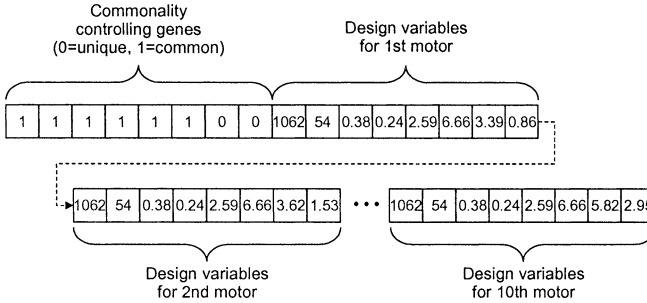 Commonality
controlling genes
(0=unique, 1=common)
Design variables
for 1st motor
1 1 1 1 1 1 0 0 1062 54 0.38 0.24 2.59 6.66 3.39 0.86
1062 54 0.38 0.24 2.59 6.66 3.62 1.53 • • • 1062 54 0.38 0.24 2.59 6.66 5.82 2.95
Design variables
for 2nd motor
Design variables
for 10th motor